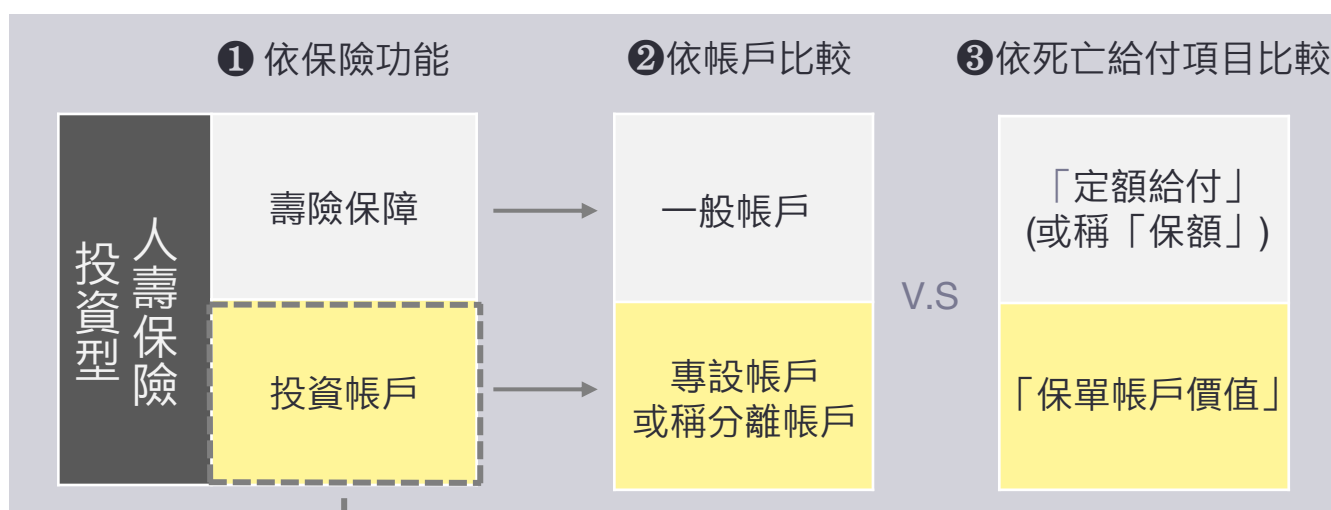 ❶ 依保險功能
❷依帳戶比較
❸依死亡給付項目比較
投資型
人壽保險
壽險保障
一般帳戶
「定額給付」
(或稱「保額」)
V.S
投資帳戶
專設帳戶
或稱分離帳戶
「保單帳戶價值」